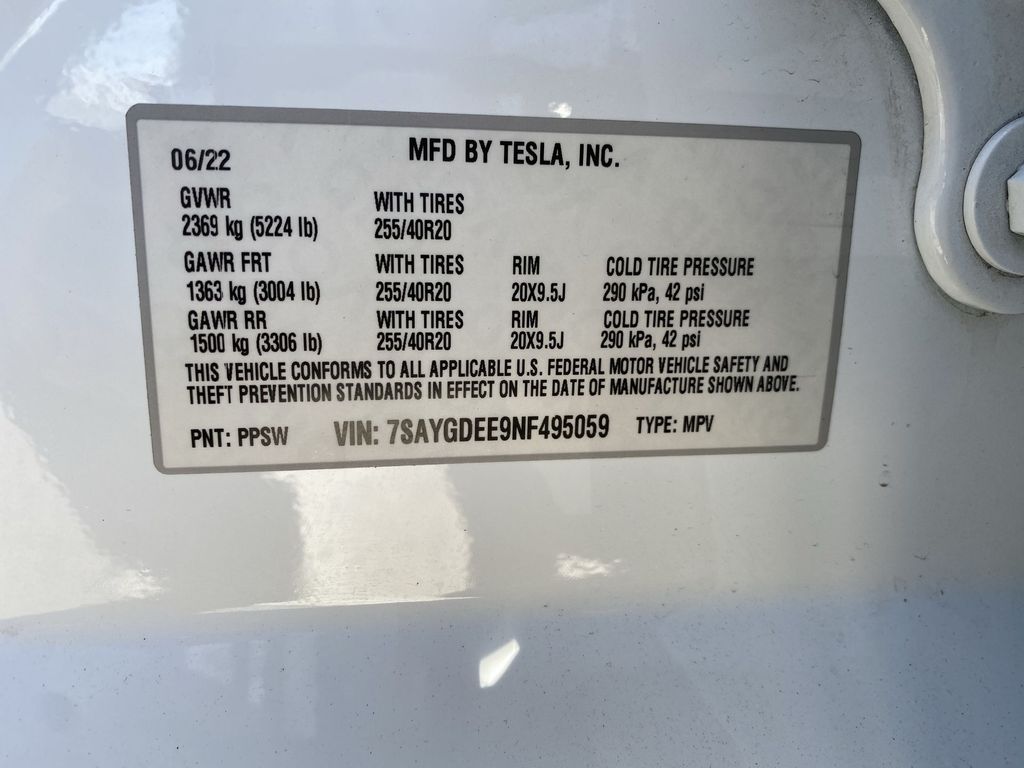 06/22 MFD BY TESLA, INC.
GVWR WITH TIRES
2369 kg (5224 lb) 255/40R20
GAWR FRT WITH TIRES RIM COLD TIRE PRESSURE
1363 kg (3004 lb) 255/40R20 20X9.5J 290 kPa, 42 psi
GAWR RR WITH TIRES RIM COLD TIRE PRESSURE
1500 kg (3306 lb) 255/40R20 20X9.5J 290 kPa, 42 psi
THIS VEHICLE CONFORMS TO ALL APPLICABLE U.S. FEDERAL MOTOR VEHICLE SAFETY AND
THEFT PREVENTION STANDARDS IN EFFECT ON THE DATE OF MANUFACTURE SHOWN ABOVE.
PNT: PPSW VIN: 7SAYGDEE9NF495059 TYPE: MPV